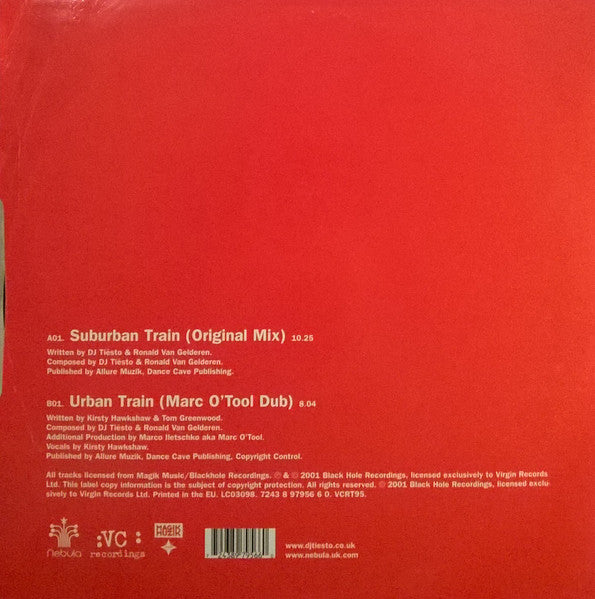 A01. Suburban Train (Original Mix) 10.25
Written by DJ Tiësto & Ronald Van Gelderen.
Composed by DJ Tiësto & Ronald Van Gelderen.
Published by Allure Muzik, Dance Cave Publishing.
B01. Urban Train (Marc O'Tool Dub) 8.04
Written by Kirsty Hawkshaw & Tom Greenwood.
Composed by DJ Tiësto & Ronald Van Gelderen.
Additional Production by Marco Iletschko aka Marc O'Tool.
Vocals by Kirsty Hawkshaw.
Published by Allure Muzik, Dance Cave Publishing, Copyright Control.
All tracks licensed from Magik Music/Blackhole Recordings. ℗ & © 2001 Black Hole Recordings, licensed exclusively to Virgin Records
Ltd. This label copy information is the subject of copyright protection. All rights reserved. © 2001 Black Hole Recordings, licensed exclu-
sively to Virgin Records Ltd. Printed in the EU. LC03098. 7243 8 97956 6 0. VCRT95.
nebula
:VC :
recordings
MAGIK
MUZIK
www.djtiesto.co.uk
www.nebula.uk.com